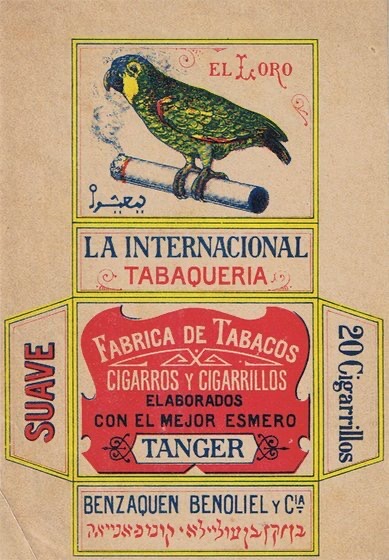 EL LORO
LA INTERNACIONAL
TABAQUERIA
SUAVE
FABRICA DE TABACOS
CIGARROS Y CIGARRILLOS
ELABORADOS
CON EL MEJOR ESMERO
TANGER
20 Cigarrillos
BENZAQUEN BENOLIEL Y CIA.